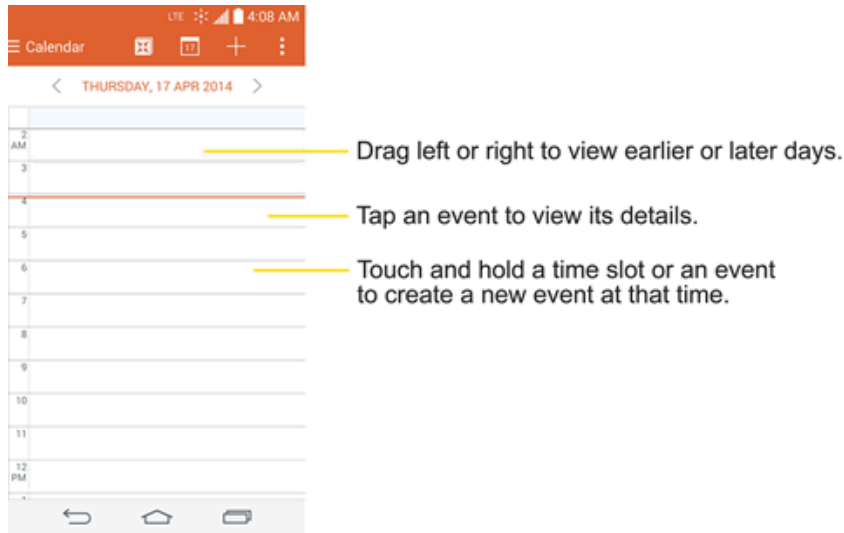 LTE 4:08 AM
Calendar 17
THURSDAY, 17 APR 2014
2
AM
Drag left or right to view earlier or later days.
3
4
Tap an event to view its details.
5
6
Touch and hold a time slot or an event
to create a new event at that time.
7
8
9
10
11
12
PM